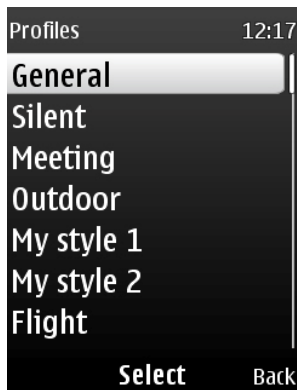 Profiles 12:17
General
Silent
Meeting
Outdoor
My style 1
My style 2
Flight
Select Back